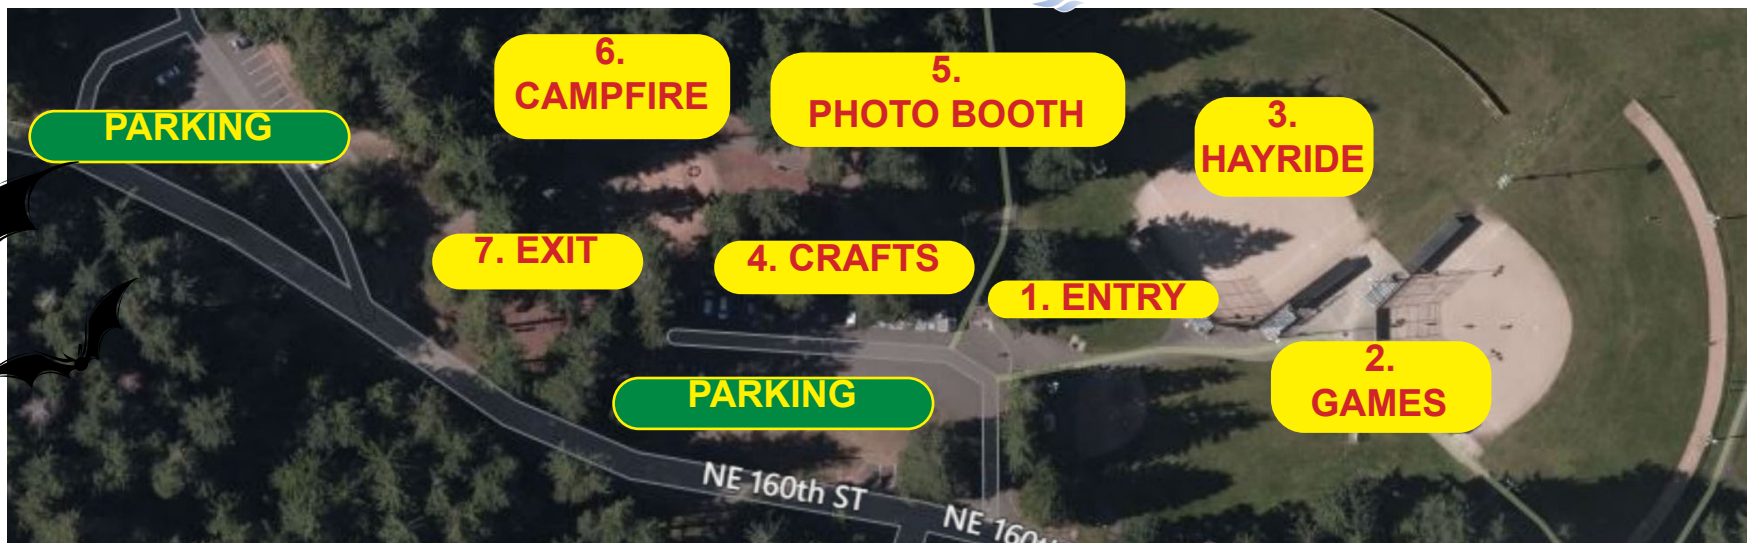 6.
CAMPFIRE
5.
PHOTO BOOTH
3.
HAYRIDE
PARKING
7. EXIT
4. CRAFTS
1. ENTRY
2.
GAMES
PARKING
NE 160th ST
NE